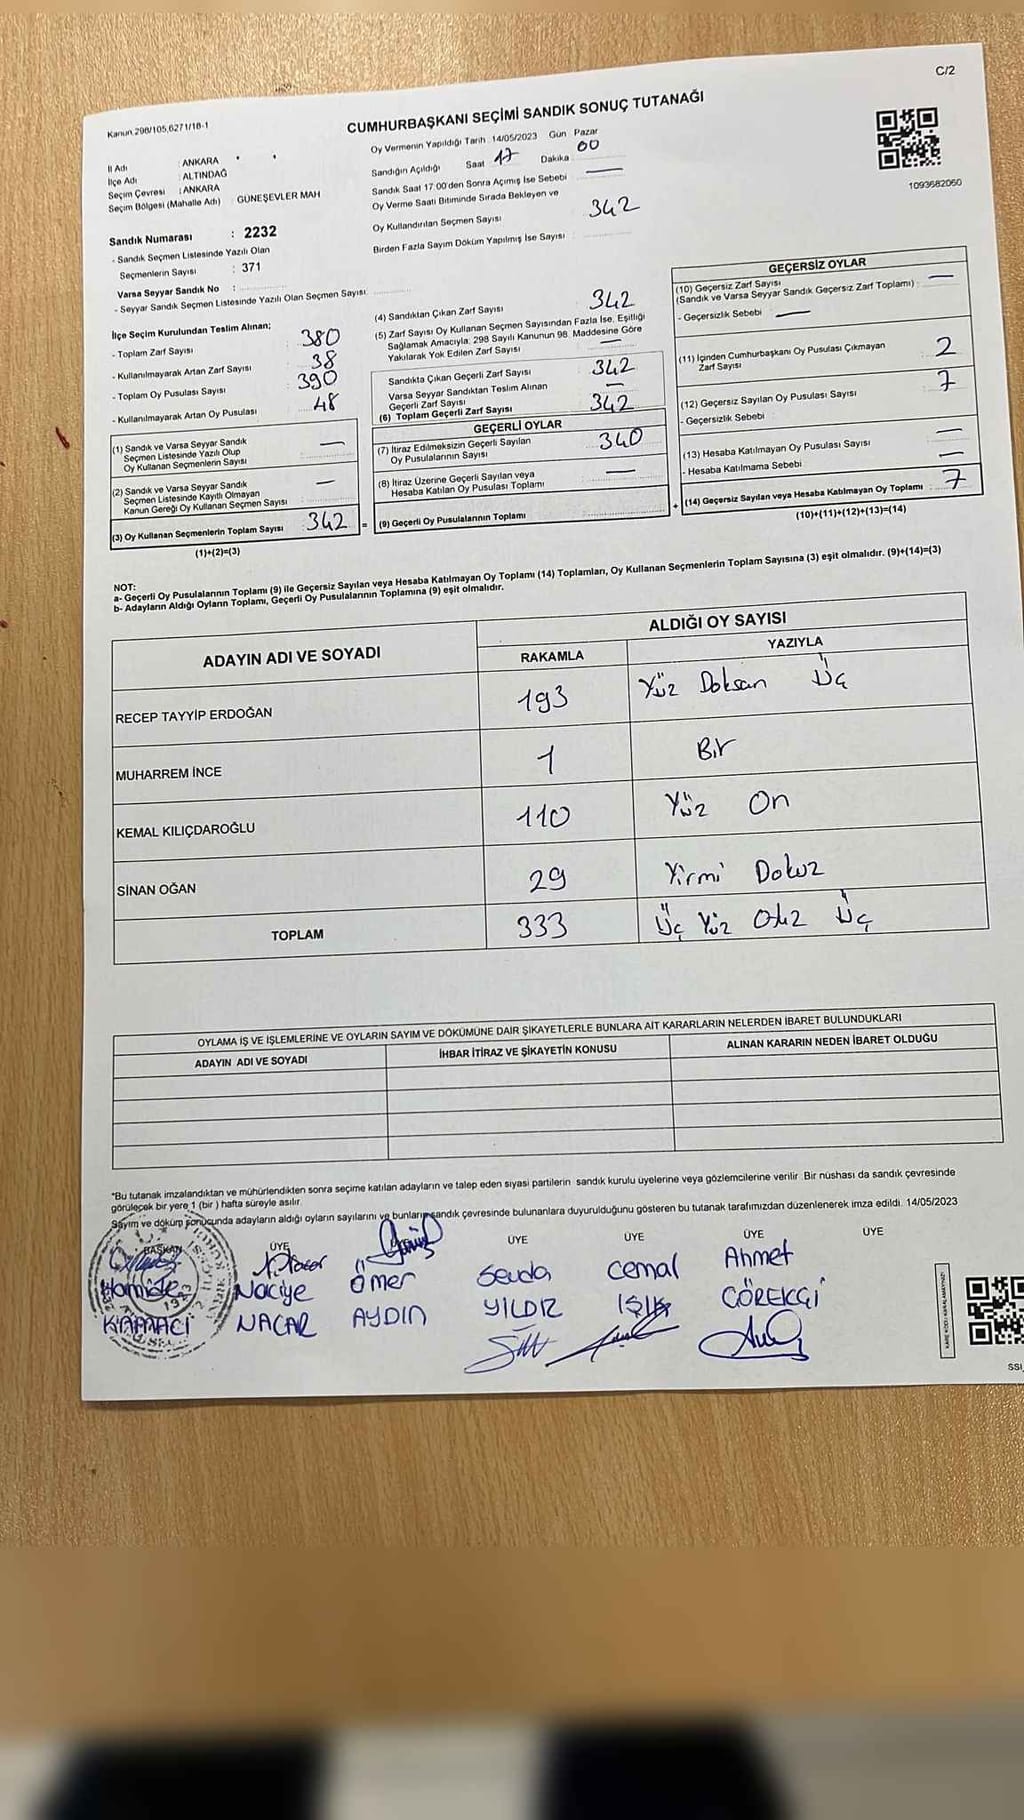 C/2
Kanun 298/105,6271/18-1
CUMHURBAŞKANI SEÇİMİ SANDIK SONUÇ TUTANAĞI
İl Adı : ANKARA
İlçe Adı : ALTINDAĞ
Seçim Çevresi : ANKARA
Seçim Bölgesi (Mahalle Adı) GÜNEŞEVLER MAH
Sandık Numarası : 2232
- Sandık Seçmen Listesinde Yazılı Olan
Seçmenlerin Sayısı : 371
Varsa Seyyar Sandık No :
- Seyyar Sandık Seçmen Listesinde Yazılı Olan Seçmen Sayısı
Oy Vermenin Yapıldığı Tarih 14/05/2023 Gün Pazar
Sandığın Açıldığı Saat 17 Dakika 00
Sandık Saat 17 00'den Sonra Açımış İse Sebebi —
Oy Verme Saati Bitiminde Sırada Bekleyen ve
Oy Kullandırılan Seçmen Sayısı 342
Birden Fazla Sayım Döküm Yapılmış İse Sayısı
1093682060
İlçe Seçim Kurulundan Teslim Alınan;
- Toplam Zarf Sayısı 380
- Kullanılmayarak Artan Zarf Sayısı 38
- Toplam Oy Pusulası Sayısı 390
- Kullanılmayarak Artan Oy Pusulası 48
(1) Sandık ve Varsa Seyyar Sandık
Seçmen Listesinde Yazılı Olup
Oy Kullanan Seçmenlerin Sayısı —
(2) Sandık ve Varsa Seyyar Sandık
Seçmen Listesinde Kayıtlı Olmayan
Kanun Gereği Oy Kullanan Seçmen Sayısı —
(3) Oy Kullanan Seçmenlerin Toplam Sayısı 342 =
(1)+(2)=(3)
(4) Sandıktan Çıkan Zarf Sayısı 342
(5) Zarf Sayısı Oy Kullanan Seçmen Sayısından Fazla İse, Eşitliği
Sağlamak Amacıyla, 298 Sayılı Kanunun 98. Maddesine Göre
Yakılarak Yok Edilen Zarf Sayısı —
Sandıkta Çıkan Geçerli Zarf Sayısı 342
Varsa Seyyar Sandıktan Teslim Alınan
Geçerli Zarf Sayısı —
(6) Toplam Geçerli Zarf Sayısı 342
GEÇERLİ OYLAR
(7) İtiraz Edilmeksizin Geçerli Sayılan
Oy Pusulalarının Sayısı 340
(8) İtiraz Üzerine Geçerli Sayılan veya
Hesaba Katılan Oy Pusulası Toplamı —
(9) Geçerli Oy Pusulalarının Toplamı +
GEÇERSİZ OYLAR
(10) Geçersiz Zarf Sayısı
(Sandık ve Varsa Seyyar Sandık Geçersiz Zarf Toplamı) : —
- Geçersizlik Sebebi —
(11) İçinden Cumhurbaşkanı Oy Pusulası Çıkmayan
Zarf Sayısı 2
(12) Geçersiz Sayılan Oy Pusulası Sayısı 7
- Geçersizlik Sebebi
(13) Hesaba Katılmayan Oy Pusulası Sayısı —
- Hesaba Katılmama Sebebi —
(14) Geçersiz Sayılan veya Hesaba Katılmayan Oy Toplamı 7
(10)+(11)+(12)+(13)=(14)
NOT:
a- Geçerli Oy Pusulalarının Toplamı (9) ile Geçersiz Sayılan veya Hesaba Katılmayan Oy Toplamı (14) Toplamları, Oy Kullanan Seçmenlerin Toplam Sayısına (3) eşit olmalıdır. (9)+(14)=(3)
b- Adayların Aldığı Oyların Toplamı, Geçerli Oy Pusulalarının Toplamına (9) eşit olmalıdır.
ADAYIN ADI VE SOYADI ALDIĞI OY SAYISI
RAKAMLA YAZIYLA
RECEP TAYYİP ERDOĞAN 193 Yüz Doksan Üç
MUHARREM İNCE 1 Bir
KEMAL KILIÇDAROĞLU 110 Yüz On
SİNAN OĞAN 29 Yirmi Dokuz
TOPLAM 333 Üç Yüz Otuz Üç
OYLAMA İŞ VE İŞLEMLERİNE VE OYLARIN SAYIM VE DÖKÜMÜNE DAİR ŞİKAYETLERLE BUNLARA AİT KARARLARIN NELERDEN İBARET BULUNDUKLARI
ADAYIN ADI VE SOYADI İHBAR İTİRAZ VE ŞİKAYETİN KONUSU ALINAN KARARIN NEDEN İBARET OLDUĞU
*Bu tutanak imzalandıktan ve mühürlendikten sonra seçime katılan adayların ve talep eden siyasi partilerin sandık kurulu üyelerine veya gözlemcilerine verilir. Bir nüshası da sandık çevresinde
görülecek bir yere 1 (bir) hafta süreyle asılır.
Sayım ve döküm sonucunda adayların aldığı oyların sayılarını ve bunların sandık çevresinde bulunanlara duyurulduğunu gösteren bu tutanak tarafımızdan düzenlenerek imza edildi. 14/05/2023
BAŞKAN ÜYE ÜYE ÜYE ÜYE ÜYE
Hamide Naciye Ömer Sevda Cemal Ahmet
KIRMACI NACAR AYDIN YILDIZ IŞIK GÖREKÇİ
KARE KODU KARALAMAYINIZ!
SSI_